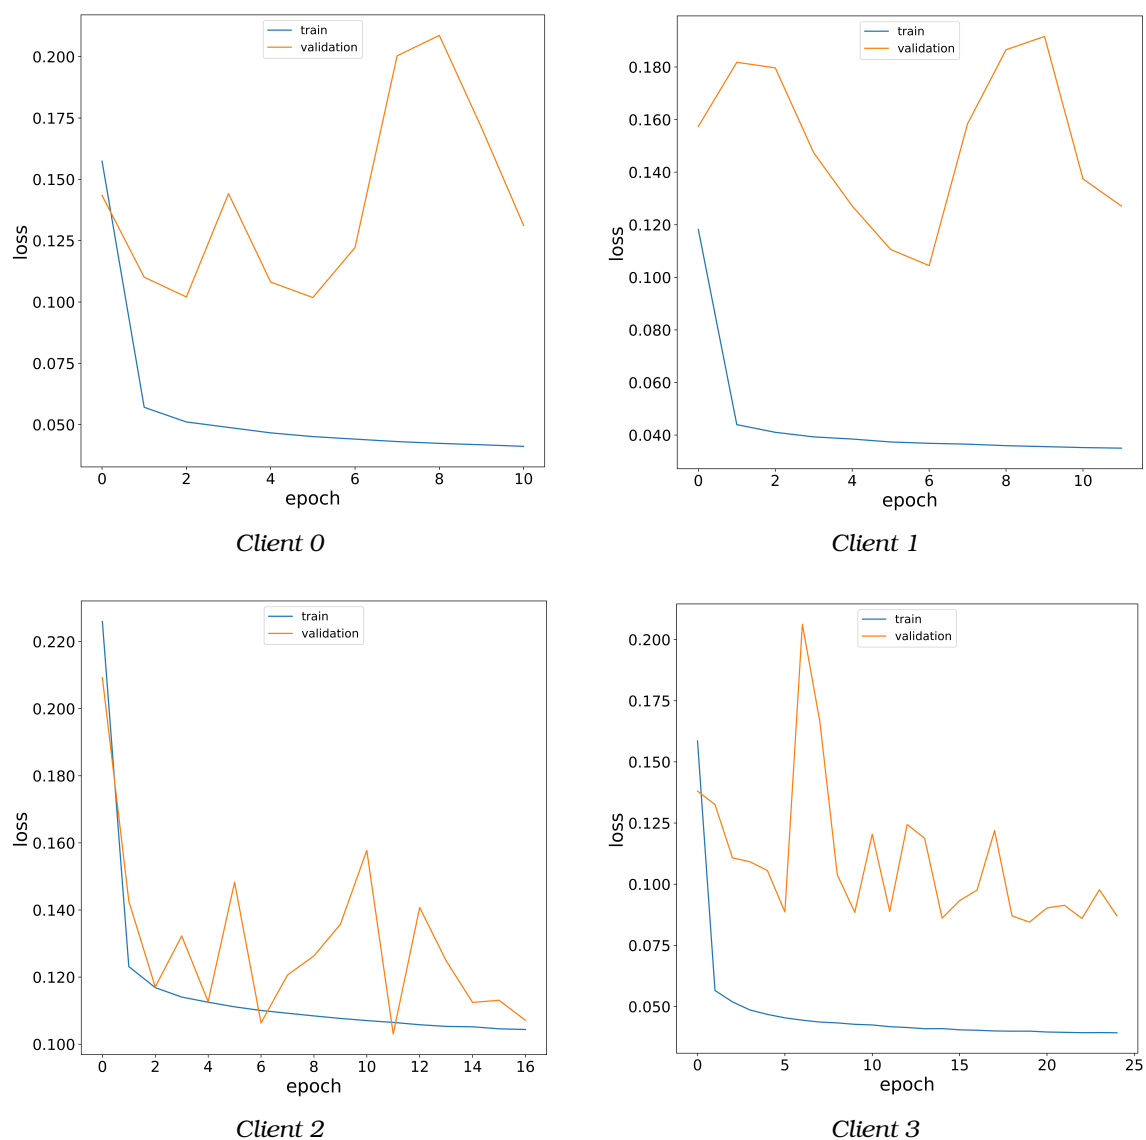 train
validation
0.200
0.175
0.150
0.125
0.100
0.075
0.050
loss
0 2 4 6 8 10
epoch
Client 0
train
validation
0.180
0.160
0.140
0.120
0.100
0.080
0.060
0.040
loss
0 2 4 6 8 10
epoch
Client 1
train
validation
0.220
0.200
0.180
0.160
0.140
0.120
0.100
loss
0 2 4 6 8 10 12 14 16
epoch
Client 2
train
validation
0.200
0.175
0.150
0.125
0.100
0.075
0.050
loss
0 5 10 15 20 25
epoch
Client 3